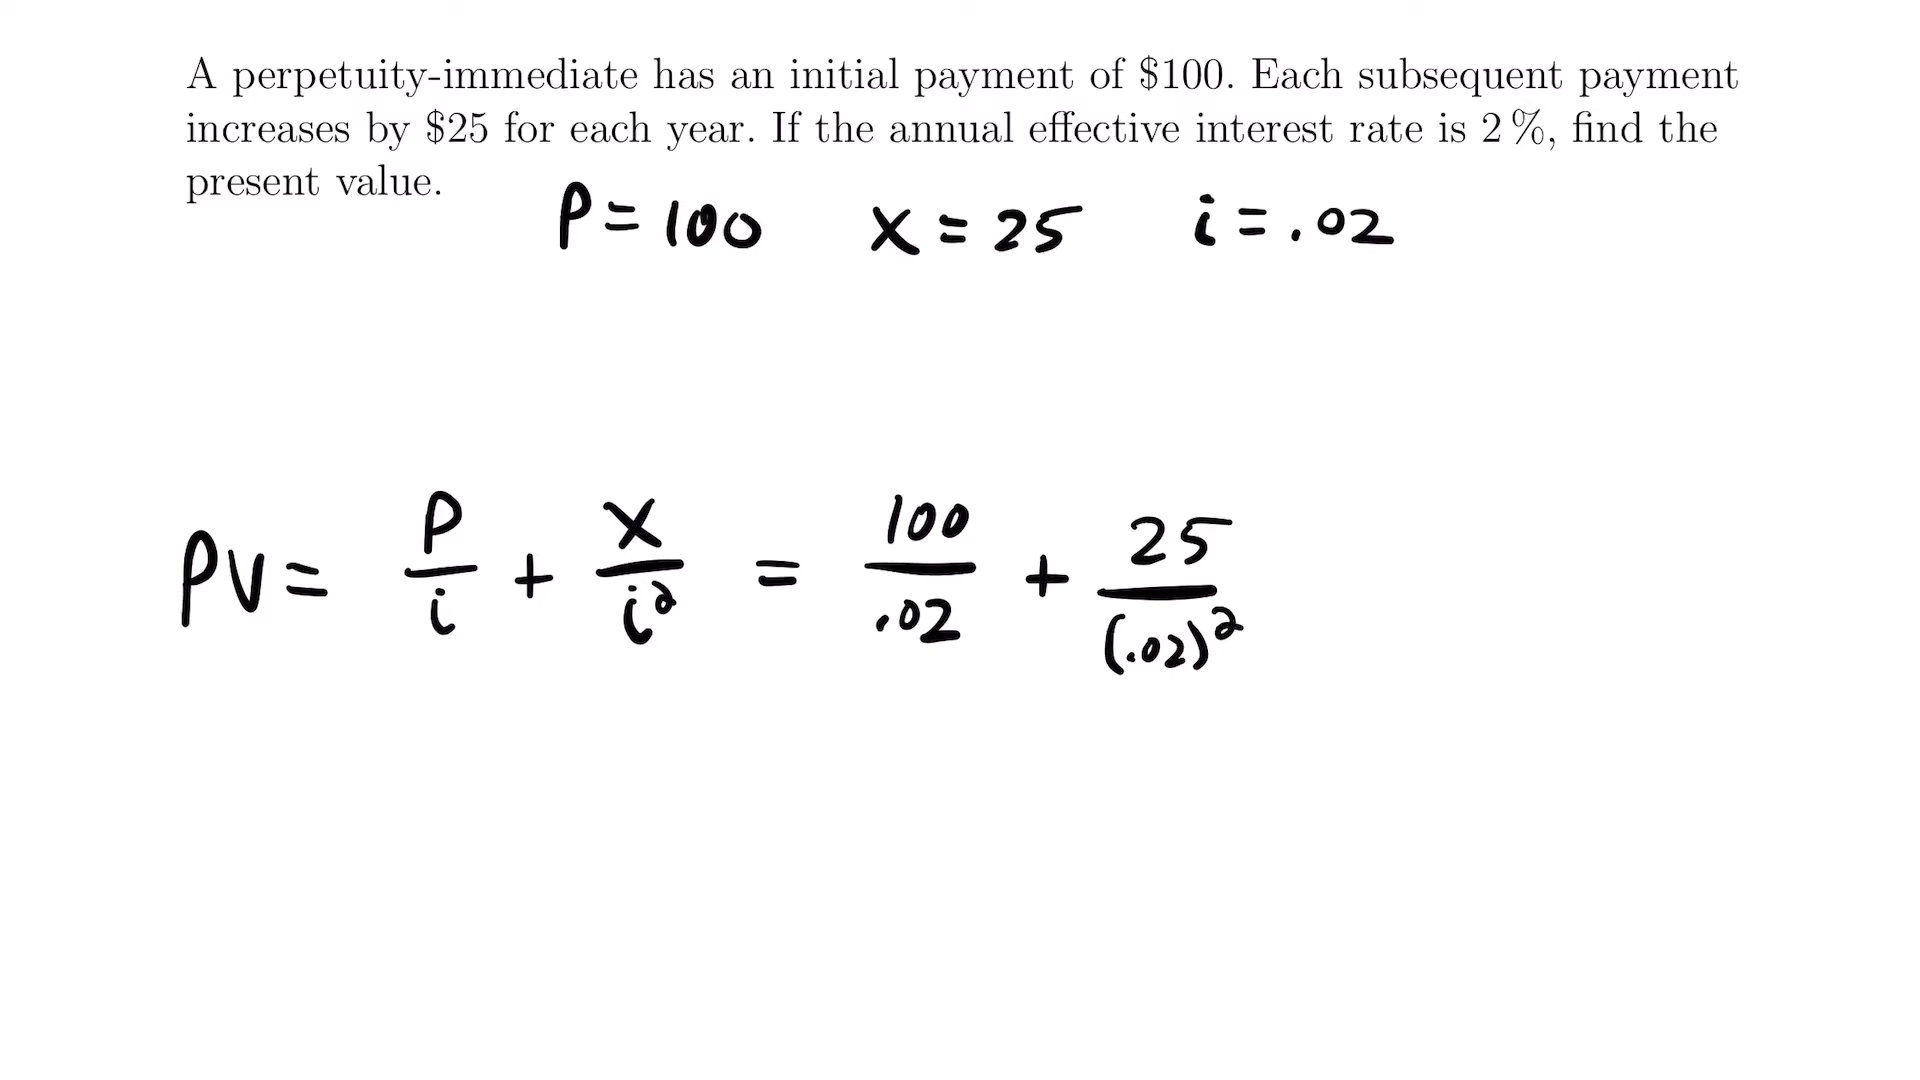 A perpetuity-immediate has an initial payment of $100. Each subsequent payment
increases by $25 for each year. If the annual effective interest rate is 2 %, find the
present value.
P = 100 x = 25 i = .02
PV = P/i + x/i² = 100/.02 + 25/(.02)²